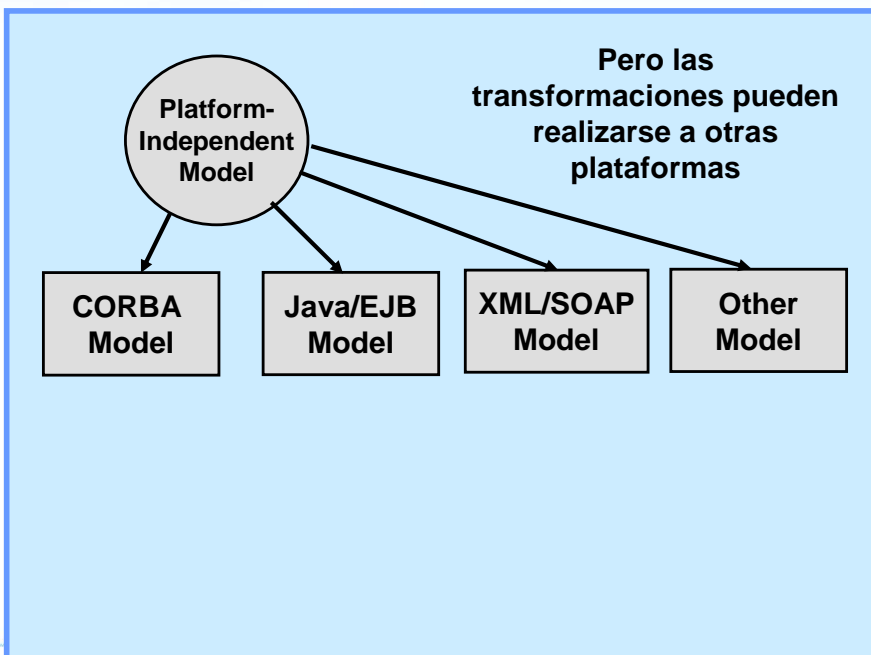 Pero las
transformaciones pueden
realizarse a otras
plataformas
Platform-
Independent
Model
CORBA
Model
Java/EJB
Model
XML/SOAP
Model
Other
Model